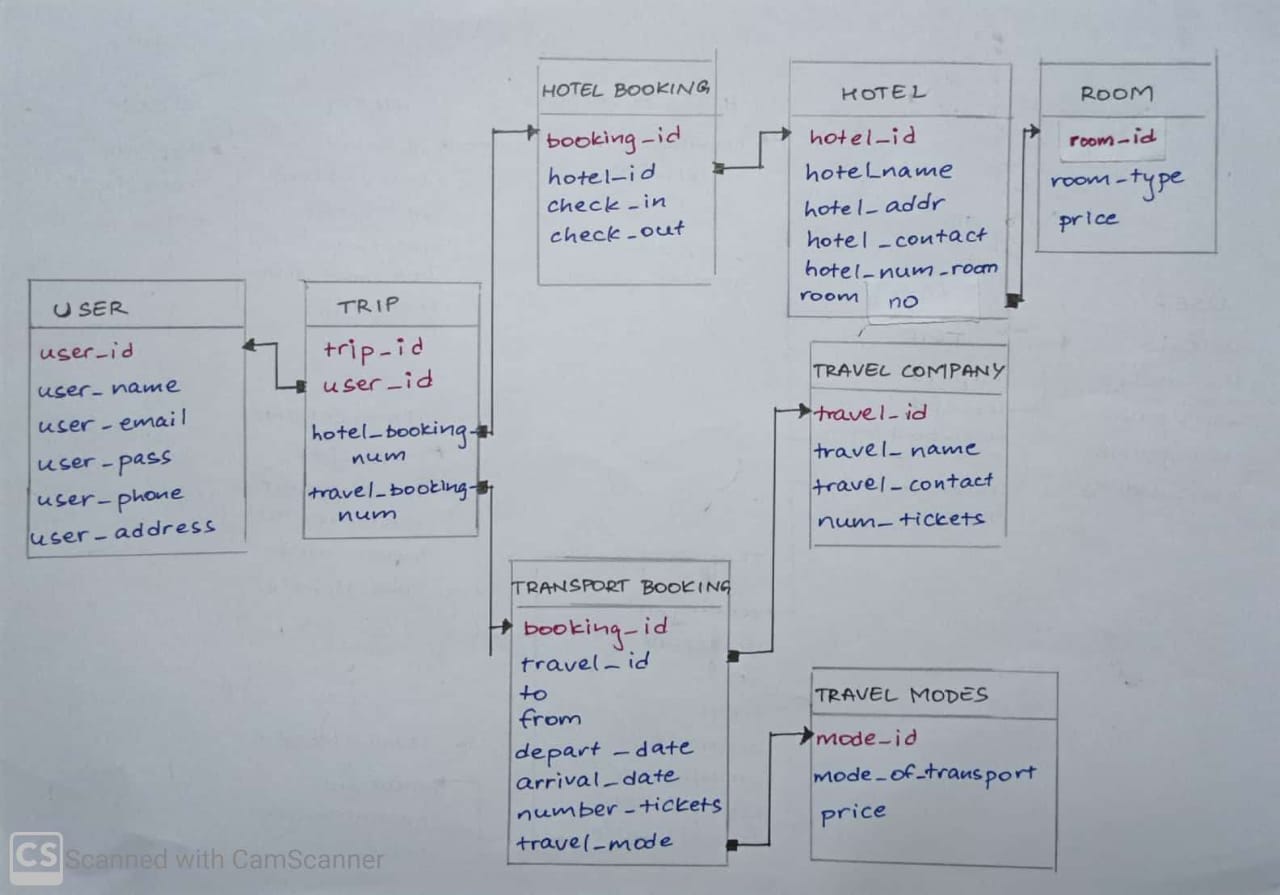 HOTEL BOOKING
booking_id
hotel_id
check_in
check_out
HOTEL
hotel_id
hotel_name
hotel_addr
hotel_contact
hotel_num_room
room no
ROOM
room_id
room_type
price
USER
user_id
user_name
user_email
user_pass
user_phone
user_address
TRIP
trip_id
user_id
hotel_booking
num
travel_booking
num
TRAVEL COMPANY
travel_id
travel_name
travel_contact
num_tickets
TRANSPORT BOOKING
booking_id
travel_id
to
from
depart_date
arrival_date
number_tickets
travel_mode
TRAVEL MODES
mode_id
mode_of_transport
price
CS Scanned with CamScanner